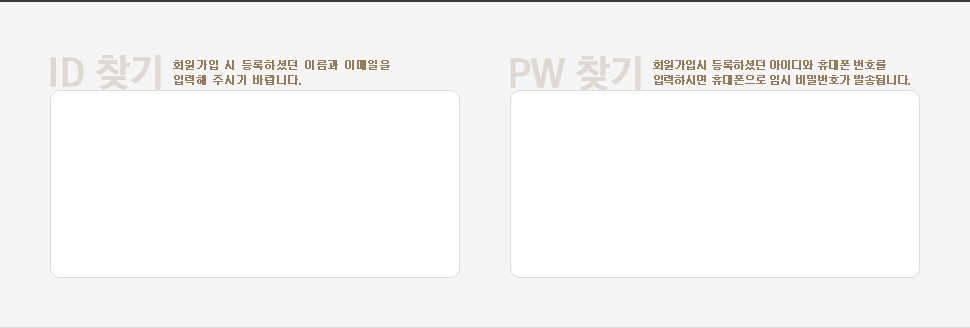 ID 찾기
회원가입 시 등록하셨던 이름과 이메일을
입력해 주시기 바랍니다.
PW 찾기
회원가입시 등록하셨던 아이디와 휴대폰 번호를
입력하시면 휴대폰으로 임시 비밀번호가 발송됩니다.